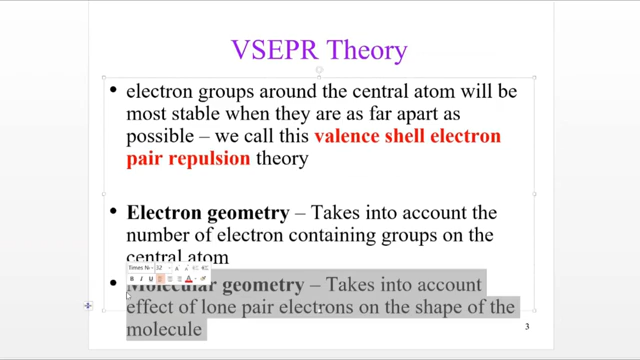 VSEPR Theory
• electron groups around the central atom will be
most stable when they are as far apart as
possible – we call this valence shell electron
pair repulsion theory
• Electron geometry – Takes into account the
number of electron containing groups on the
central atom
Times Ne 32
B I U
• Molecular geometry – Takes into account
effect of lone pair electrons on the shape of the
molecule
3